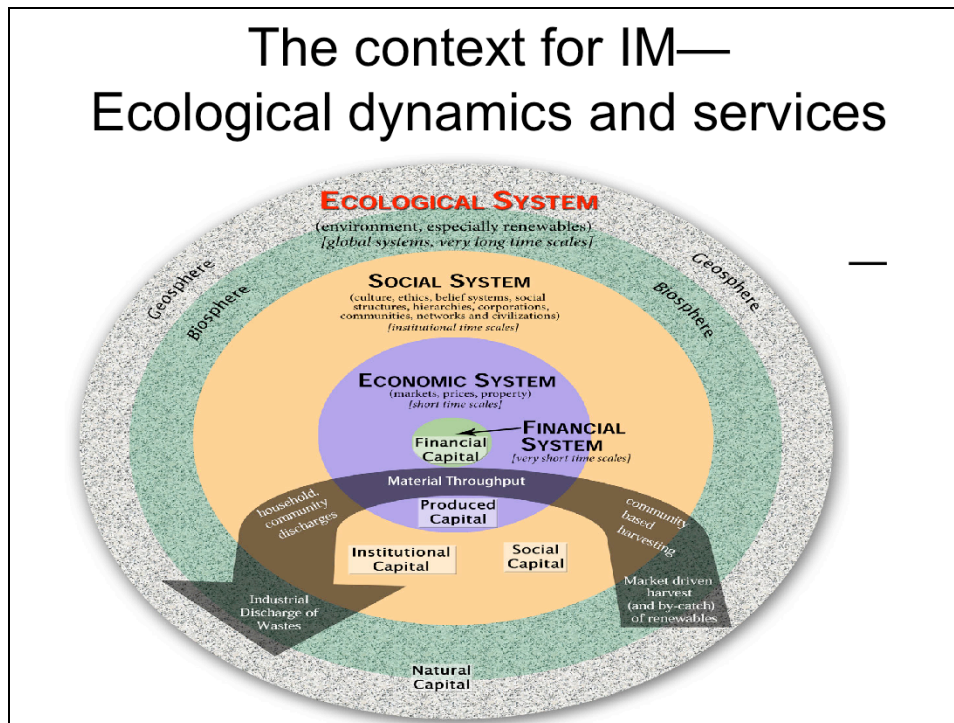 The context for IM—
Ecological dynamics and services
ECOLOGICAL SYSTEM
(environment, especially renewables)
[global systems, very long time scales]
Geosphere
Biosphere
Geosphere
Biosphere
SOCIAL SYSTEM
(culture, ethics, belief systems, social
structures, hierarchies, corporations,
communities, networks and civilizations)
[institutional time scales]
ECONOMIC SYSTEM
(markets, prices, property)
[short time scales]
FINANCIAL
SYSTEM
[very short time scales]
Financial
Capital
—
Material Throughput
household,
community
discharges
Produced
Capital
community
based
harvesting
Institutional
Capital
Social
Capital
Industrial
Discharge of
Wastes
Market driven
harvest
(and by-catch)
of renewables
Natural
Capital